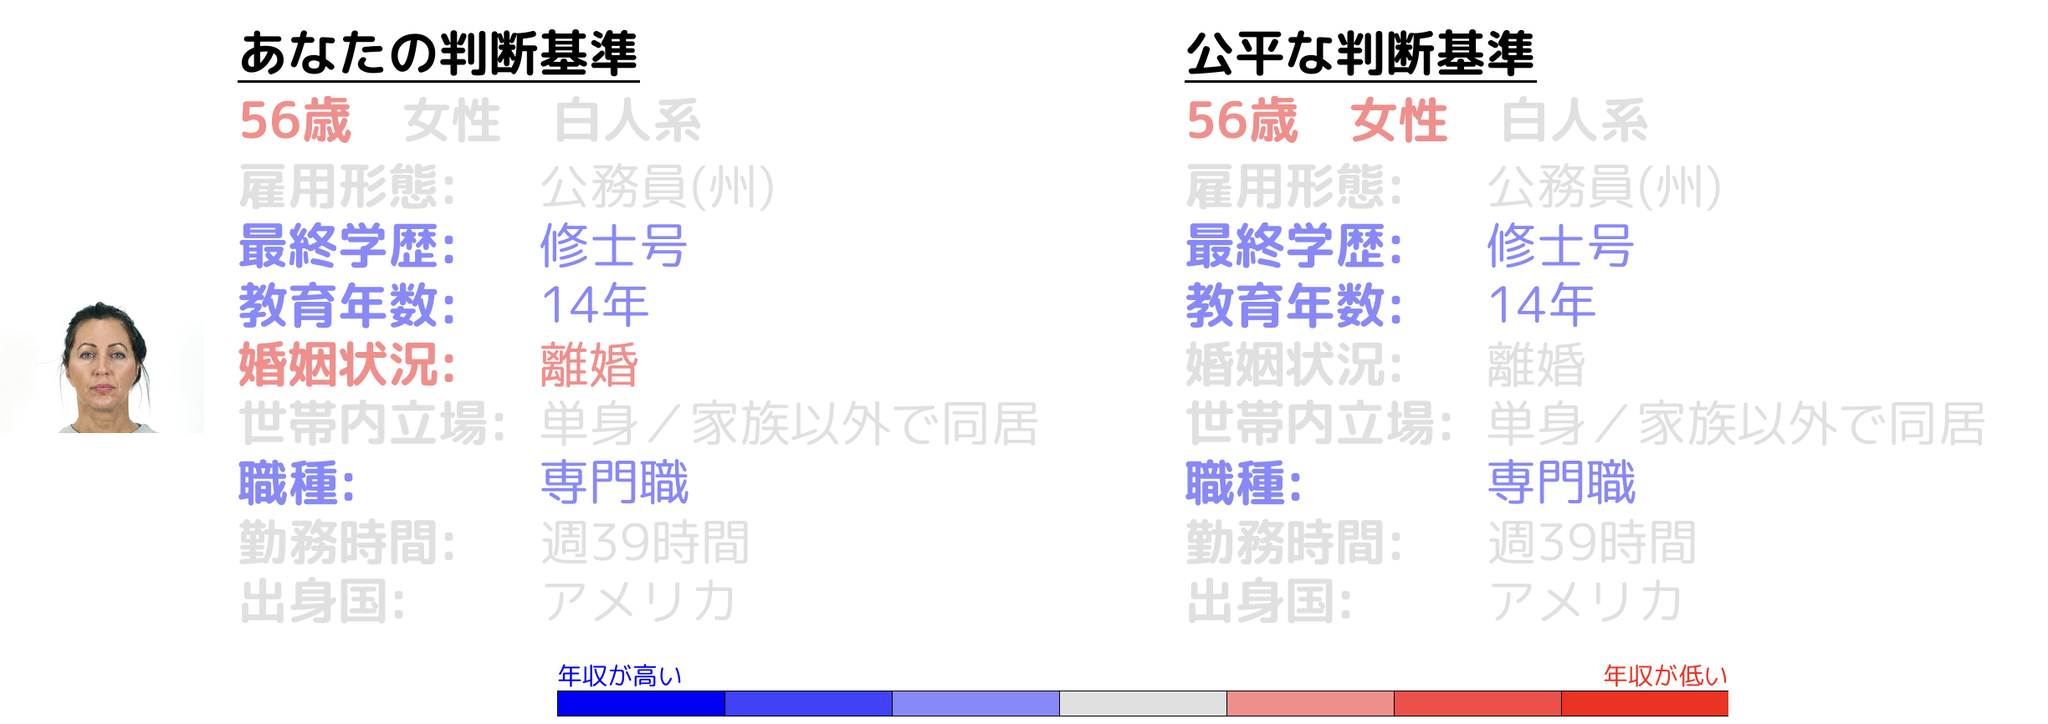 あなたの判断基準
56歳 女性 白人系
雇用形態: 公務員(州)
最終学歴: 修士号
教育年数: 14年
婚姻状況: 離婚
世帯内立場: 単身／家族以外で同居
職種: 専門職
勤務時間: 週39時間
出身国: アメリカ
公平な判断基準
56歳 女性 白人系
雇用形態: 公務員(州)
最終学歴: 修士号
教育年数: 14年
婚姻状況: 離婚
世帯内立場: 単身／家族以外で同居
職種: 専門職
勤務時間: 週39時間
出身国: アメリカ
年収が高い
年収が低い